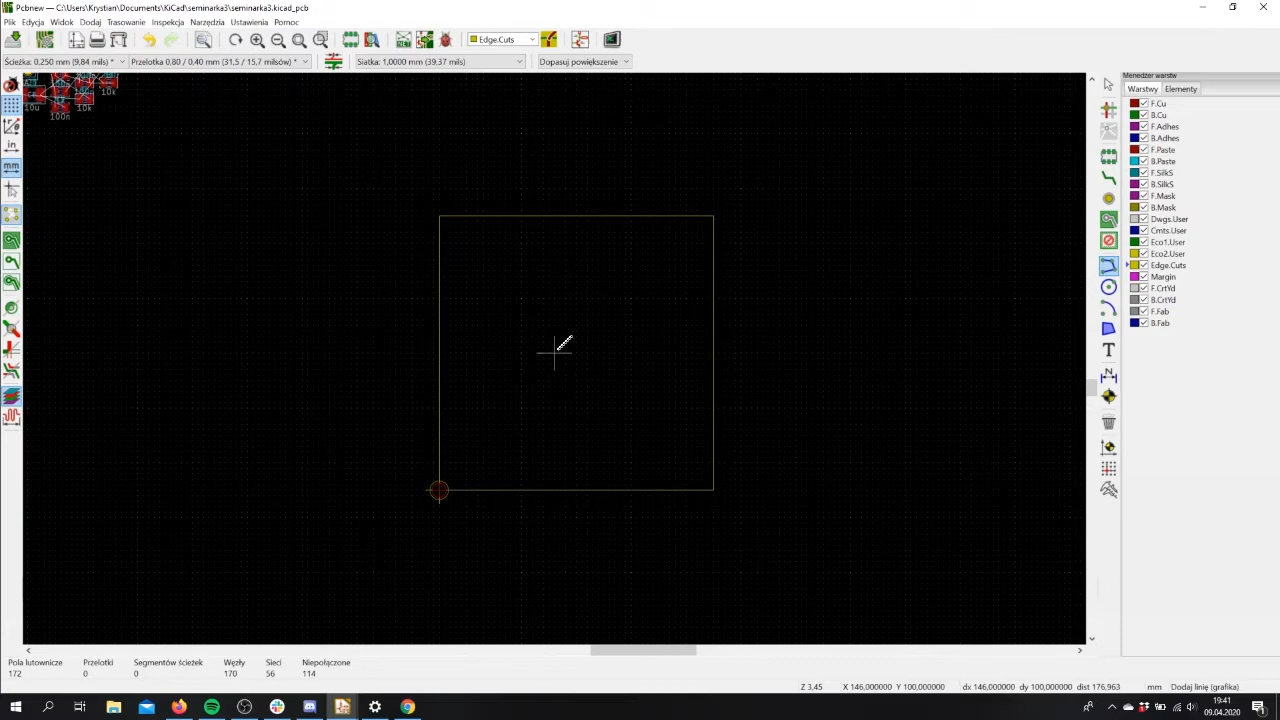 Pcbnew — C:\Users\Krystian\Documents\KiCad\seminarka3\seminarka3.kicad_pcb
Plik Edycja Widok Dodaj Trasowanie Inspekcja Narzędzia Ustawienia Pomoc
Edge.Cuts
Ścieżka: 0.250 mm (9,84 mils) * Przelotka 0,80 / 0,40 mm (31,5 / 15,7 milsów) * Siatka: 1,0000 mm (39,37 mils) Dopasuj powiększenie
Menedżer warstw
Warstwy Elementy
F.Cu
B.Cu
F.Adhes
B.Adhes
F.Paste
B.Paste
F.SilkS
B.SilkS
F.Mask
B.Mask
Dwgs.User
Cmts.User
Eco1.User
Eco2.User
Edge.Cuts
Margin
F.CrtYd
B.CrtYd
F.Fab
B.Fab
10k
10u 10k
100n
in
mm
T
N
Pola lutownicze Przelotki Segmentów ścieżek Węzły Sieci Niepołączone
172 0 0 170 56 114
Z 3,45 X 146,000000 Y 100,000000 dx 146,000000 dy 100,000000 dist 176,963 mm Dodaj linię (grafika)
19:41
09.04.2020